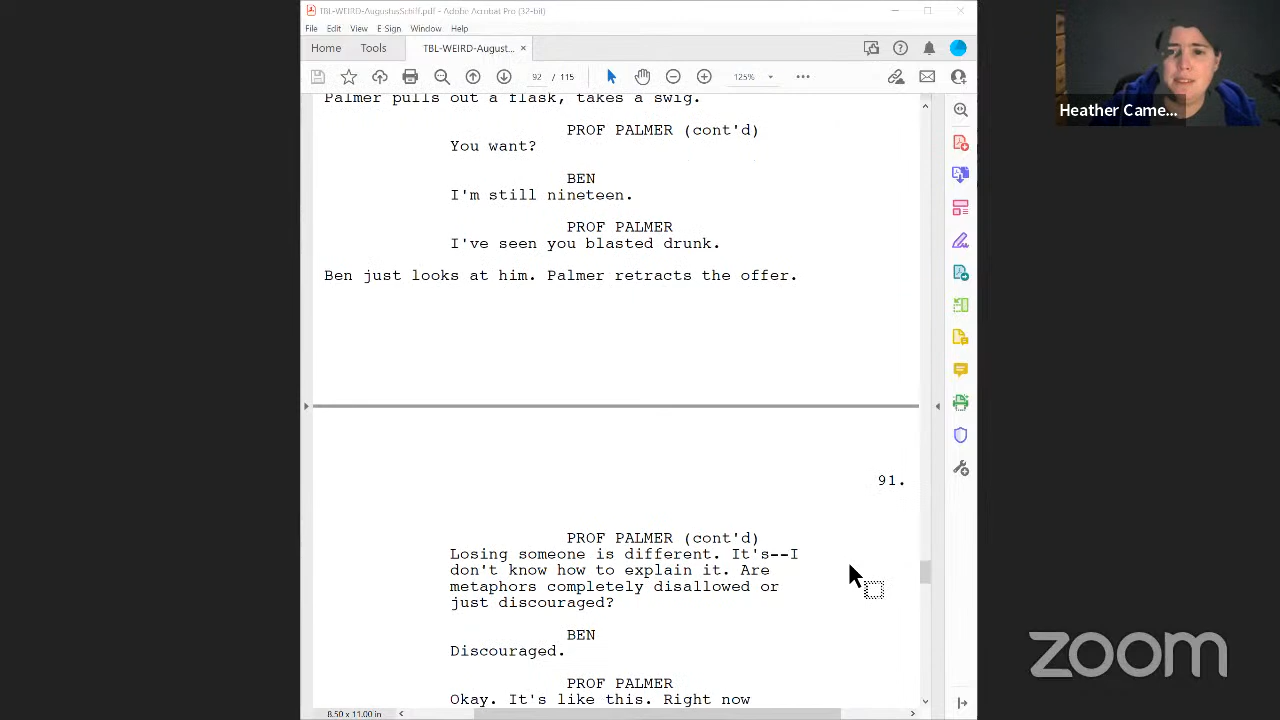 TBL-WEIRD-AugustusSchiff.pdf - Adobe Acrobat Pro (32-bit)
File Edit View E Sign Window Help
Home Tools TBL-WEIRD-August... ×
92 / 115 125%
Palmer pulls out a flask, takes a swig.
PROF PALMER (cont'd)
You want?
BEN
I'm still nineteen.
PROF PALMER
I've seen you blasted drunk.
Ben just looks at him. Palmer retracts the offer.
91.
PROF PALMER (cont'd)
Losing someone is different. It's--I
don't know how to explain it. Are
metaphors completely disallowed or
just discouraged?
BEN
Discouraged.
PROF PALMER
Okay. It's like this. Right now
8.50 x 11.00 in
Heather Came...
zoom